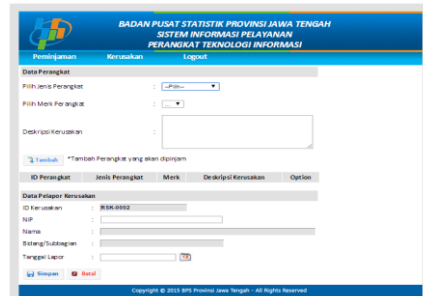 BADAN PUSAT STATISTIK PROVINSI JAWA TENGAH
SISTEM INFORMASI PELAYANAN
PERANGKAT TEKNOLOGI INFORMASI
Peminjaman Kerusakan Logout
Data Perangkat
Pilih Jenis Perangkat : --Pilih--
Pilih Merk Perangkat : ...
Deskripsi Kerusakan :
Tambah *Tambah Perangkat yang akan dipinjam
ID Perangkat Jenis Perangkat Merk Deskripsi Kerusakan Option
Data Pelapor Kerusakan
ID Kerusakan : RSK-0002
NIP :
Nama :
Bidang/Subbagian :
Tanggal Lapor :
Simpan Batal
Copyright © 2015 BPS Provinsi Jawa Tengah - All Rights Reserved